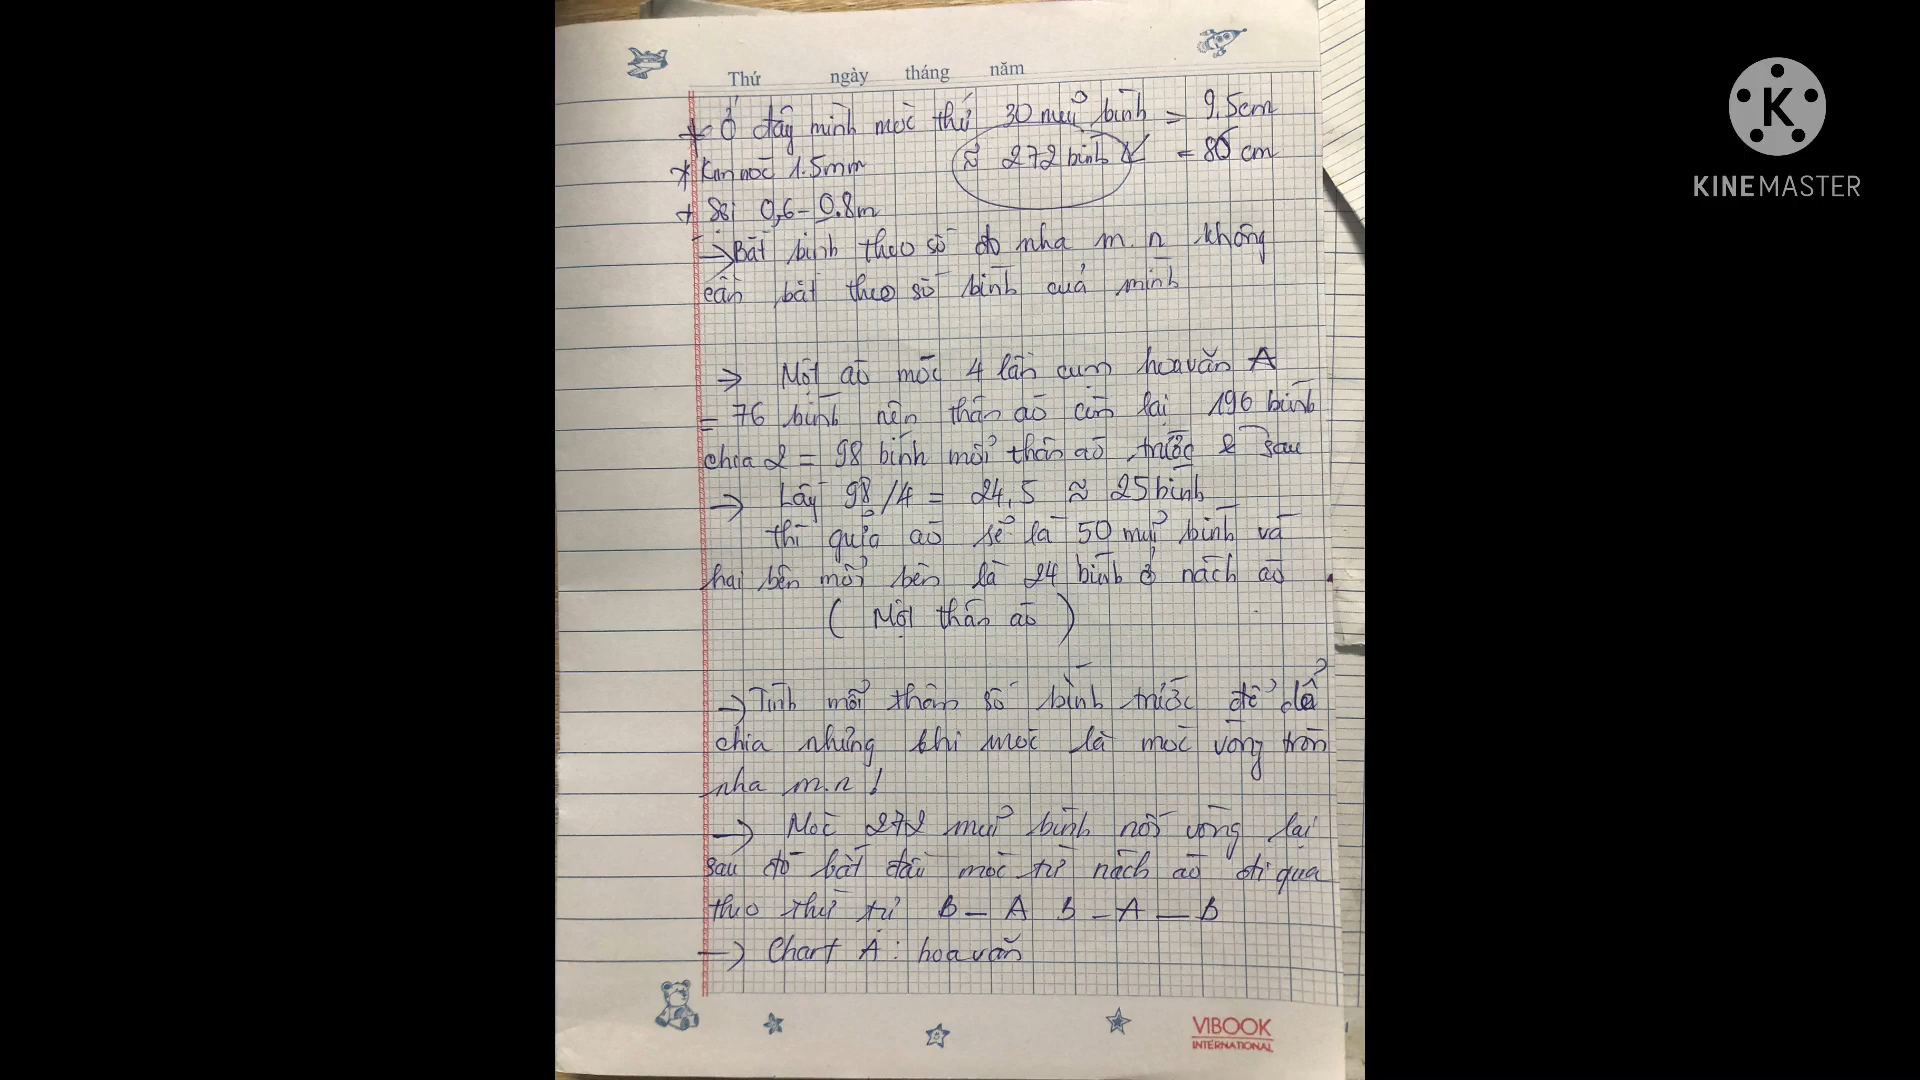 Thứ ngày tháng năm
+ Ở đây mình móc thử 30 mũi bính = 9,5cm
≈ 272 bính = 86 cm
* Kim móc 1.5mm
+ Sợi 0,6 - 0.8m
→ Bắt bính theo số đo nha m.n không
cần bắt theo số bính của mình
→ Một áo móc 4 lần cụm hoa văn A
= 76 bính nên thân áo còn lại 196 bính
chia 2 = 98 bính mỗi thân áo trước & sau
→ Lấy 98/4 = 24,5 ≈ 25 bính
thì giữa áo sẽ là 50 mũi bính và
hai bên mỗi bên là 24 bính ở nách áo
( Một thân áo )
→ Tính mỗi thân số bính trước để dễ
chia nhưng khi móc là móc vòng tròn
nha m.n !
→ Móc 272 mũi bính nối vòng lại
sau đó bắt đầu móc từ nách áo đi qua
theo thứ tự B - A B - A - B
→ Chart A : hoa văn
VIBOOK
INTERNATIONAL
K
KINEMASTER